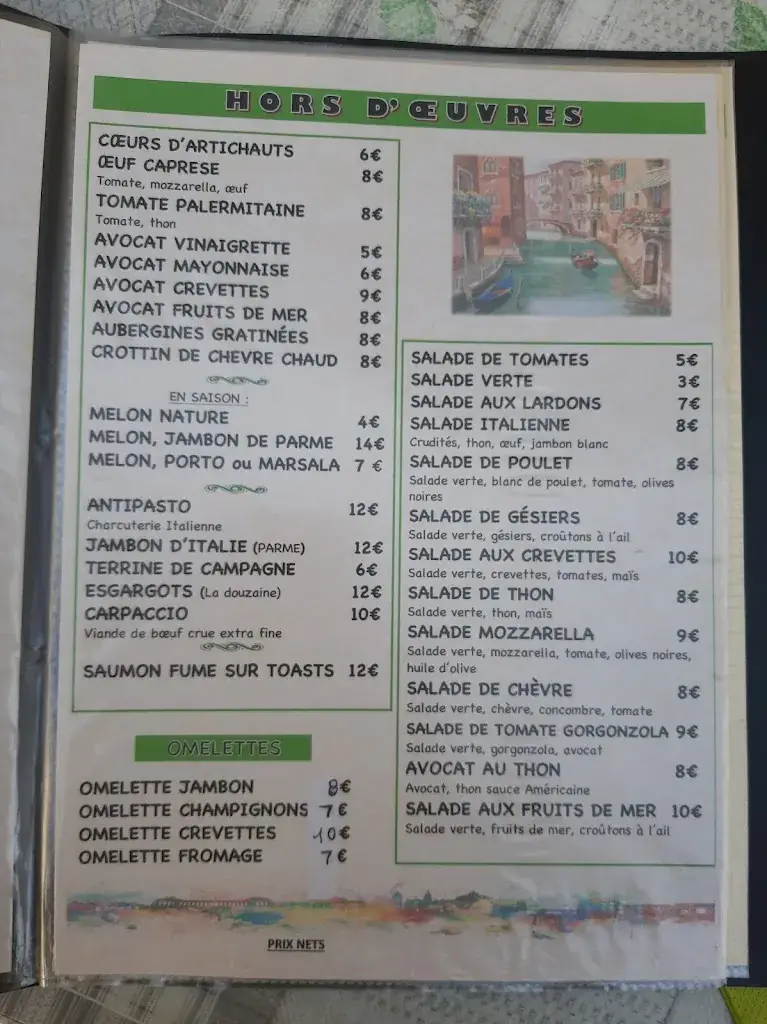 HORS D'ŒUVRES
CŒURS D'ARTICHAUTS 6€
ŒUF CAPRESE 8€
Tomate, mozzarella, œuf
TOMATE PALERMITAINE 8€
Tomate, thon
AVOCAT VINAIGRETTE 5€
AVOCAT MAYONNAISE 6€
AVOCAT CREVETTES 9€
AVOCAT FRUITS DE MER 8€
AUBERGINES GRATINÉES 8€
CROTTIN DE CHEVRE CHAUD 8€
EN SAISON :
MELON NATURE 4€
MELON, JAMBON DE PARME 14€
MELON, PORTO ou MARSALA 7 €
ANTIPASTO 12€
Charcuterie Italienne
JAMBON D'ITALIE (PARME) 12€
TERRINE DE CAMPAGNE 6€
ESGARGOTS (La douzaine) 12€
CARPACCIO 10€
Viande de bœuf crue extra fine
SAUMON FUME SUR TOASTS 12€
OMELETTES
OMELETTE JAMBON 8€
OMELETTE CHAMPIGNONS 7€
OMELETTE CREVETTES 10€
OMELETTE FROMAGE 7€
SALADE DE TOMATES 5€
SALADE VERTE 3€
SALADE AUX LARDONS 7€
SALADE ITALIENNE 8€
Crudités, thon, œuf, jambon blanc
SALADE DE POULET 8€
Salade verte, blanc de poulet, tomate, olives
noires
SALADE DE GÉSIERS 8€
Salade verte, gésiers, croûtons à l'ail
SALADE AUX CREVETTES 10€
Salade verte, crevettes, tomates, maïs
SALADE DE THON 8€
Salade verte, thon, maïs
SALADE MOZZARELLA 9€
Salade verte, mozzarella, tomate, olives noires,
huile d'olive
SALADE DE CHÈVRE 8€
Salade verte, chèvre, concombre, tomate
SALADE DE TOMATE GORGONZOLA 9€
Salade verte, gorgonzola, avocat
AVOCAT AU THON 8€
Avocat, thon sauce Américaine
SALADE AUX FRUITS DE MER 10€
Salade verte, fruits de mer, croûtons à l'ail
PRIX NETS